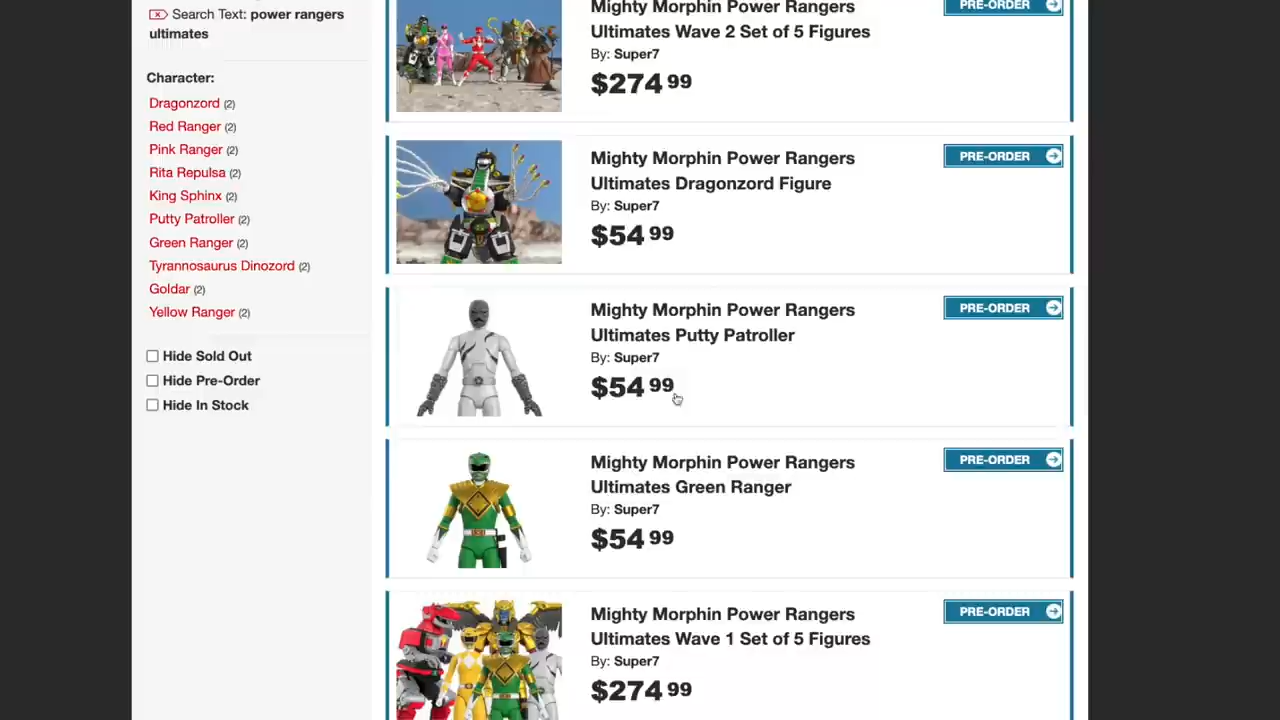 Search Text: power rangers
ultimates
Character:
Dragonzord (2)
Red Ranger (2)
Pink Ranger (2)
Rita Repulsa (2)
King Sphinx (2)
Putty Patroller (2)
Green Ranger (2)
Tyrannosaurus Dinozord (2)
Goldar (2)
Yellow Ranger (2)
Hide Sold Out
Hide Pre-Order
Hide In Stock
Mighty Morphin Power Rangers
Ultimates Wave 2 Set of 5 Figures
By: Super7
$274 99
PRE-ORDER
Mighty Morphin Power Rangers
Ultimates Dragonzord Figure
By: Super7
$54 99
PRE-ORDER
Mighty Morphin Power Rangers
Ultimates Putty Patroller
By: Super7
$54 99
PRE-ORDER
Mighty Morphin Power Rangers
Ultimates Green Ranger
By: Super7
$54 99
PRE-ORDER
Mighty Morphin Power Rangers
Ultimates Wave 1 Set of 5 Figures
By: Super7
$274 99
PRE-ORDER